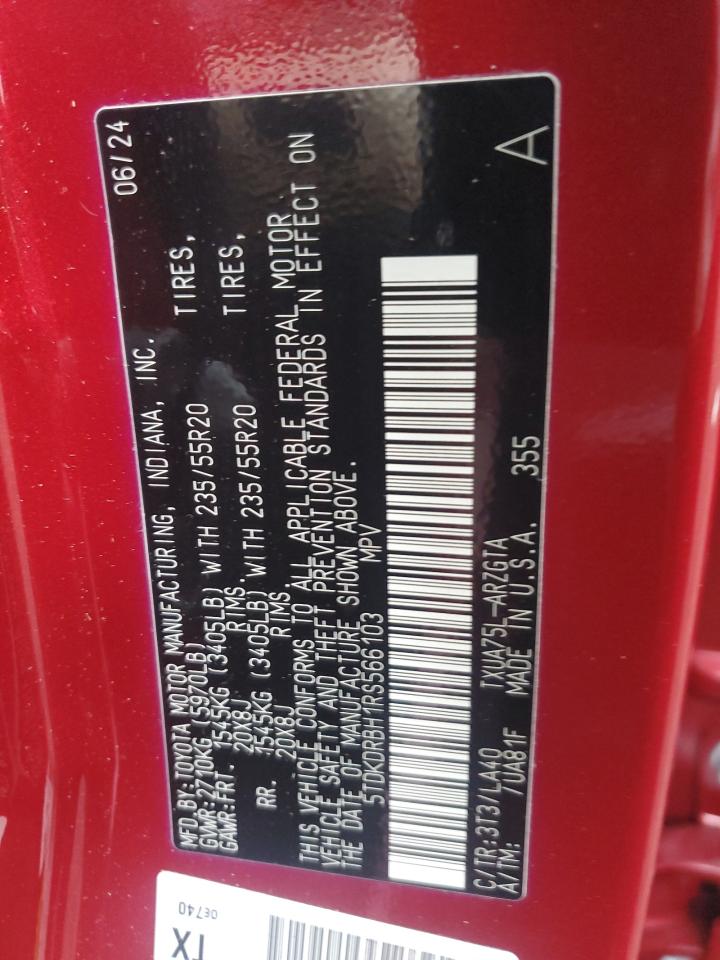 MFD.BY:TOYOTA MOTOR MANUFACTURING, INDIANA, INC. 06/24
GVWR:2710KG (5970LB)
GAWR:FRT. 1545KG (3405LB) WITH 235/55R20 TIRES,
20X8J RIMS,
RR. 1545KG (3405LB) WITH 235/55R20 TIRES,
20X8J RIMS,
THIS VEHICLE CONFORMS TO ALL APPLICABLE FEDERAL MOTOR
VEHICLE SAFETY AND THEFT PREVENTION STANDARDS IN EFFECT ON
THE DATE OF MANUFACTURE SHOWN ABOVE.
5TDKDRBH1RS566103 MPV
C/TR:3T3/LA40 TXUA75L-ARZGTA 355
A/TM: /UA81F MADE IN U.S.A. A
0E740
TX